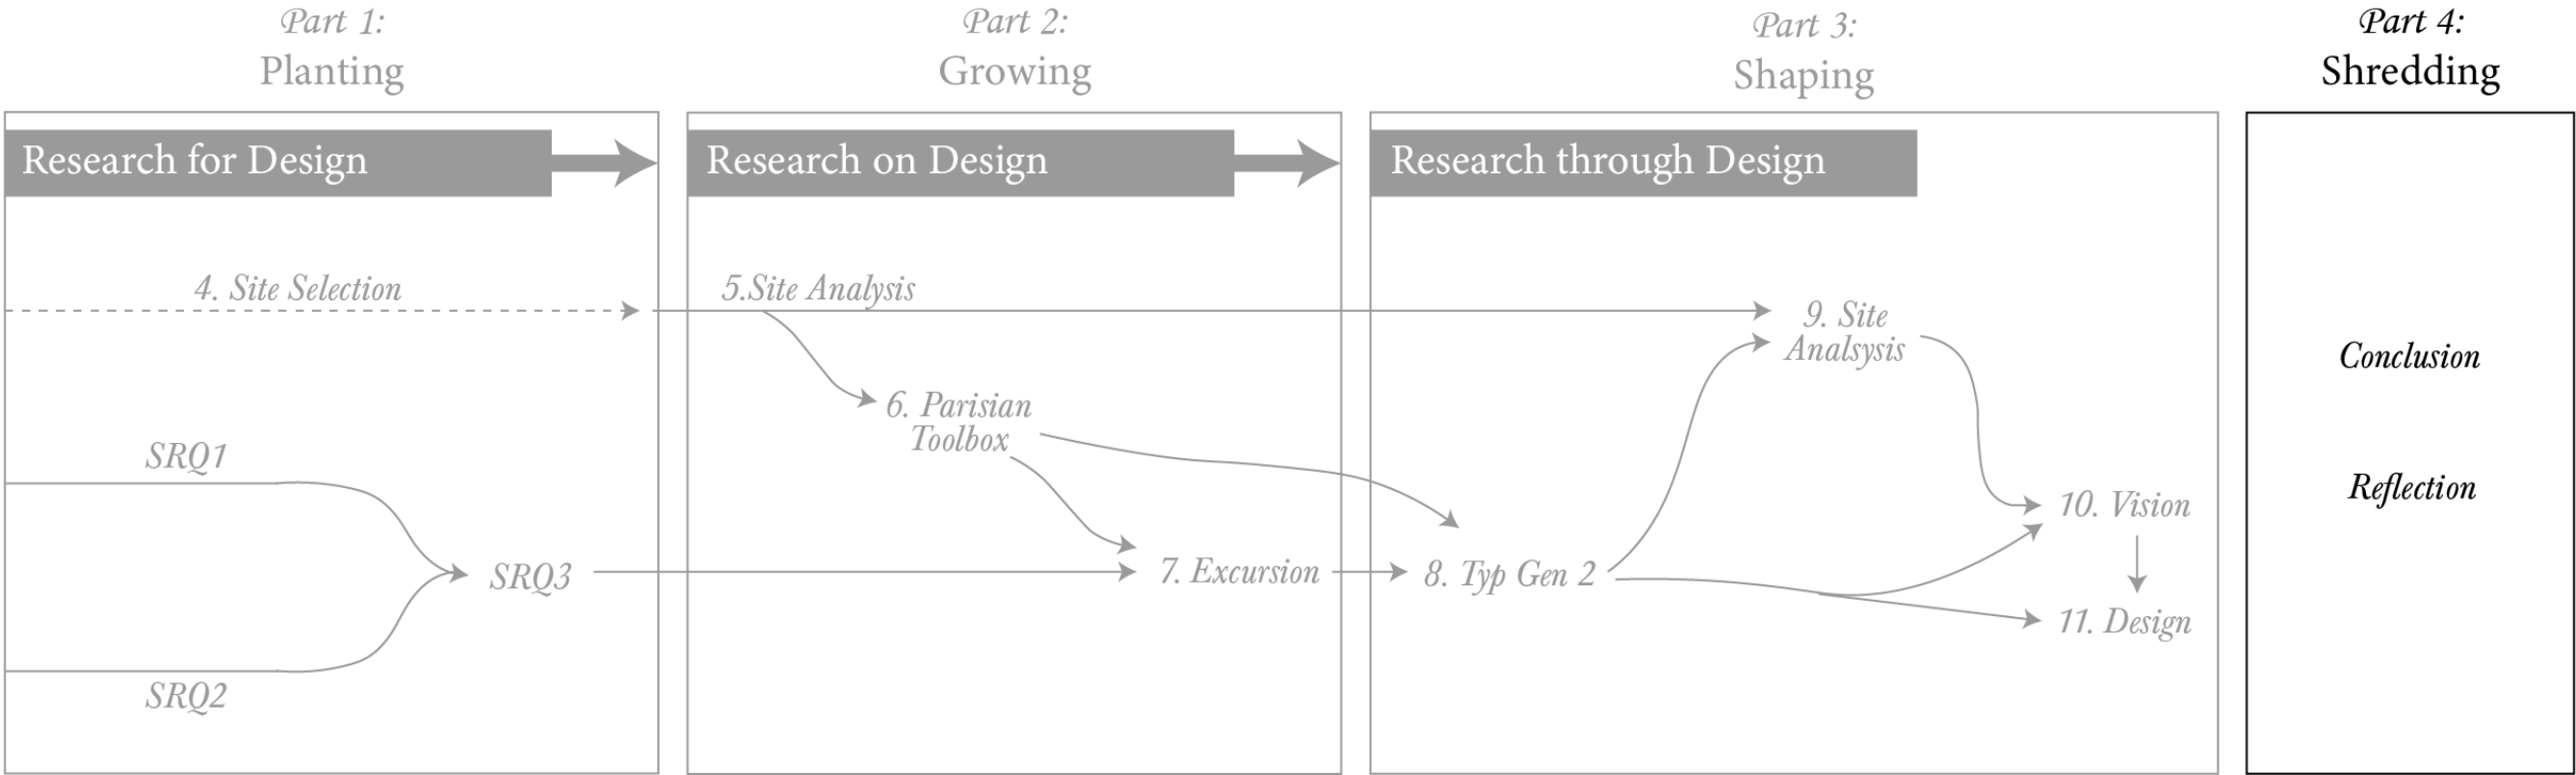 Part 1:
Planting
Part 2:
Growing
Part 3:
Shaping
Part 4:
Shredding
Research for Design
Research on Design
Research through Design
4. Site Selection
5.Site Analysis
9. Site
Analsysis
6. Parisian
Toolbox
SRQ1
SRQ3
SRQ2
7. Excursion
8. Typ Gen 2
10. Vision
11. Design
Conclusion
Reflection